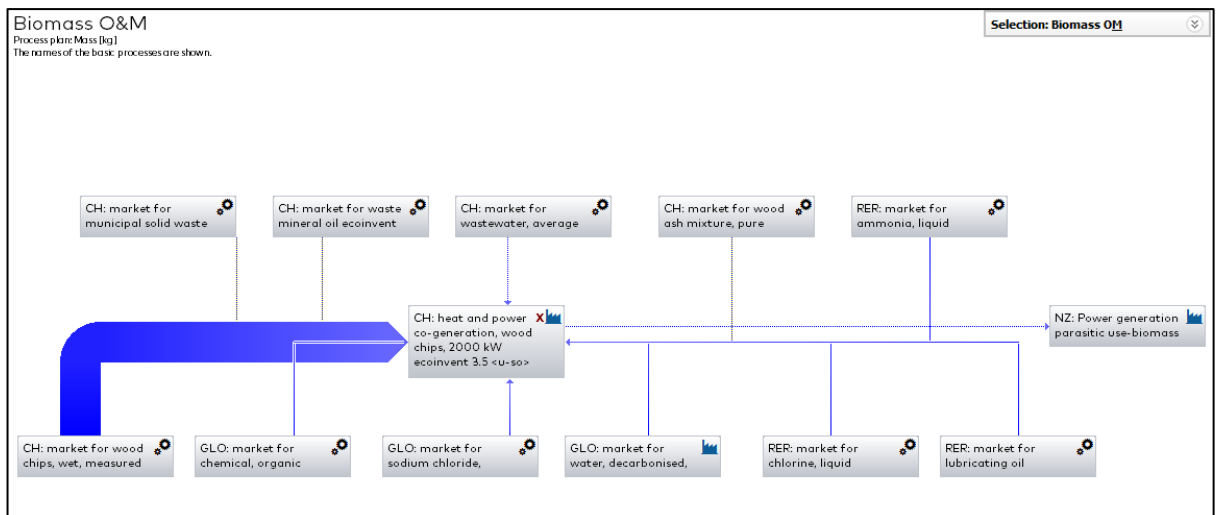 Biomass O&M
Process plan: Mass [kg]
The names of the basic processes are shown.
Selection: Biomass OM
CH: market for
municipal solid waste
CH: market for waste
mineral oil ecoinvent
CH: market for
wastewater, average
CH: market for wood
ash mixture, pure
RER: market for
ammonia, liquid
CH: heat and power
co-generation, wood
chips, 2000 kW
ecoinvent 3.5 <u-so>
X
NZ: Power generation
parasitic use-biomass
CH: market for wood
chips, wet, measured
GLO: market for
chemical, organic
GLO: market for
sodium chloride,
GLO: market for
water, decarbonised,
RER: market for
chlorine, liquid
RER: market for
lubricating oil